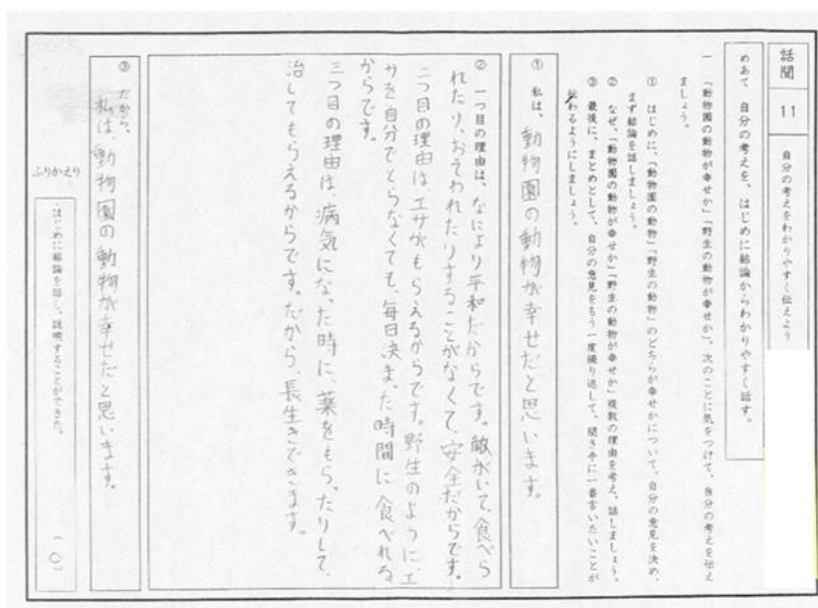 話聞
11
自分の考えをわかりやすく伝えよう
めあて 自分の考えを、はじめに結論からわかりやすく話す。
一 「動物園の動物が幸せか」「野生の動物が幸せか」、次のことに気をつけて、自分の考えを伝え
ましょう。
① はじめに、「動物園の動物」「野生の動物」のどちらが幸せかについて、自分の意見を決め、
まず結論を話しましょう。
② なぜ、「動物園の動物が幸せか」「野生の動物が幸せか」複数の理由を考え、話しましょう。
③ 最後に、まとめとして、自分の意見をもう一度繰り返して、聞き手に一番言いたいことが
伝わるようにしましょう。
① 私は、動物園の動物が幸せだと思います。
② 一つ目の理由は、なにより平和だからです。敵がいて、食べら
れたり、おそわれたりすることがなくて、安全だからです。
二つ目の理由は、エサがもらえるからです。野生のように、エ
サを自分でとらなくても、毎日決まった時間に食べれる
からです。
三つ目の理由は、病気になった時に、薬をもらったりして、
治してもらえるからです。だから、長生きできます。
③ だから、
私は、動物園の動物が幸せだと思います。
ふりかえり
・はじめに結論を話し、説明することができた。
(○)